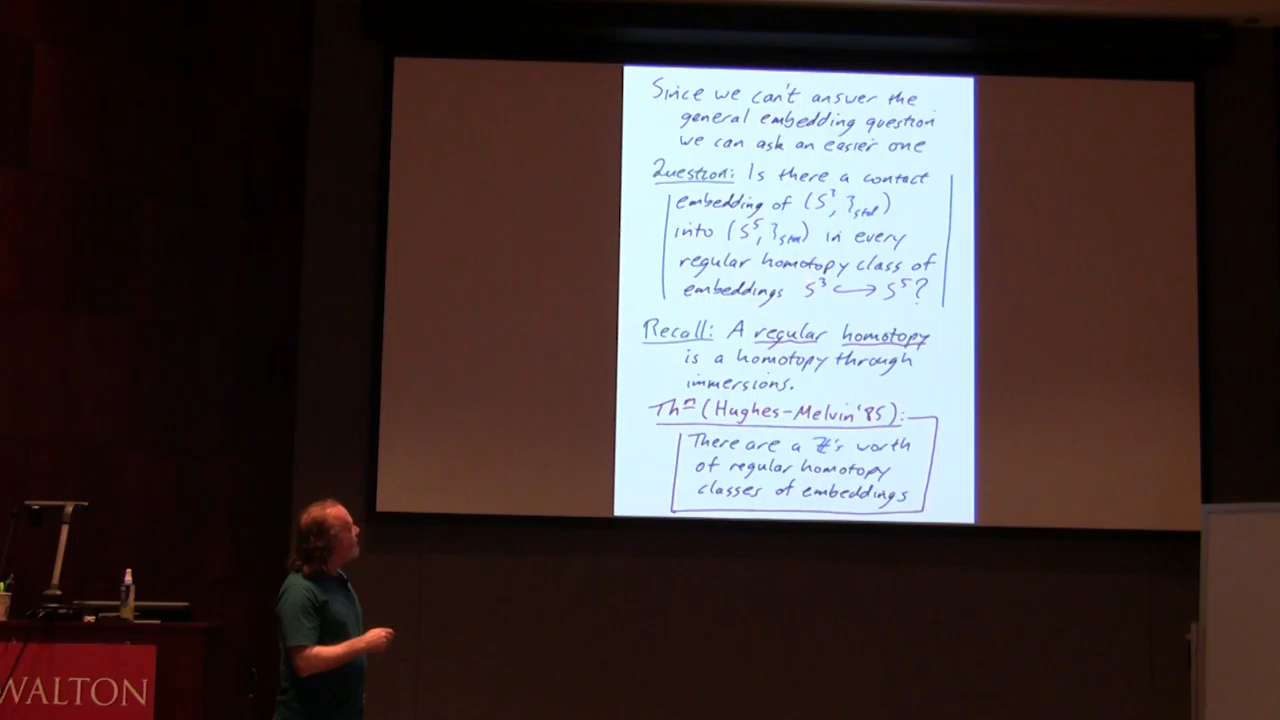 Since we can't answer the
general embedding question
we can ask an easier one
Question: Is there a contact
embedding of (S³, ξ_std)
into (S⁵, ξ_std) in every
regular homotopy class of
embeddings S³ ↪ S⁵?
Recall: A regular homotopy
is a homotopy through
immersions.
Thᵐ (Hughes-Melvin '85):
There are a ℤ's worth
of regular homotopy
classes of embeddings
WALTON